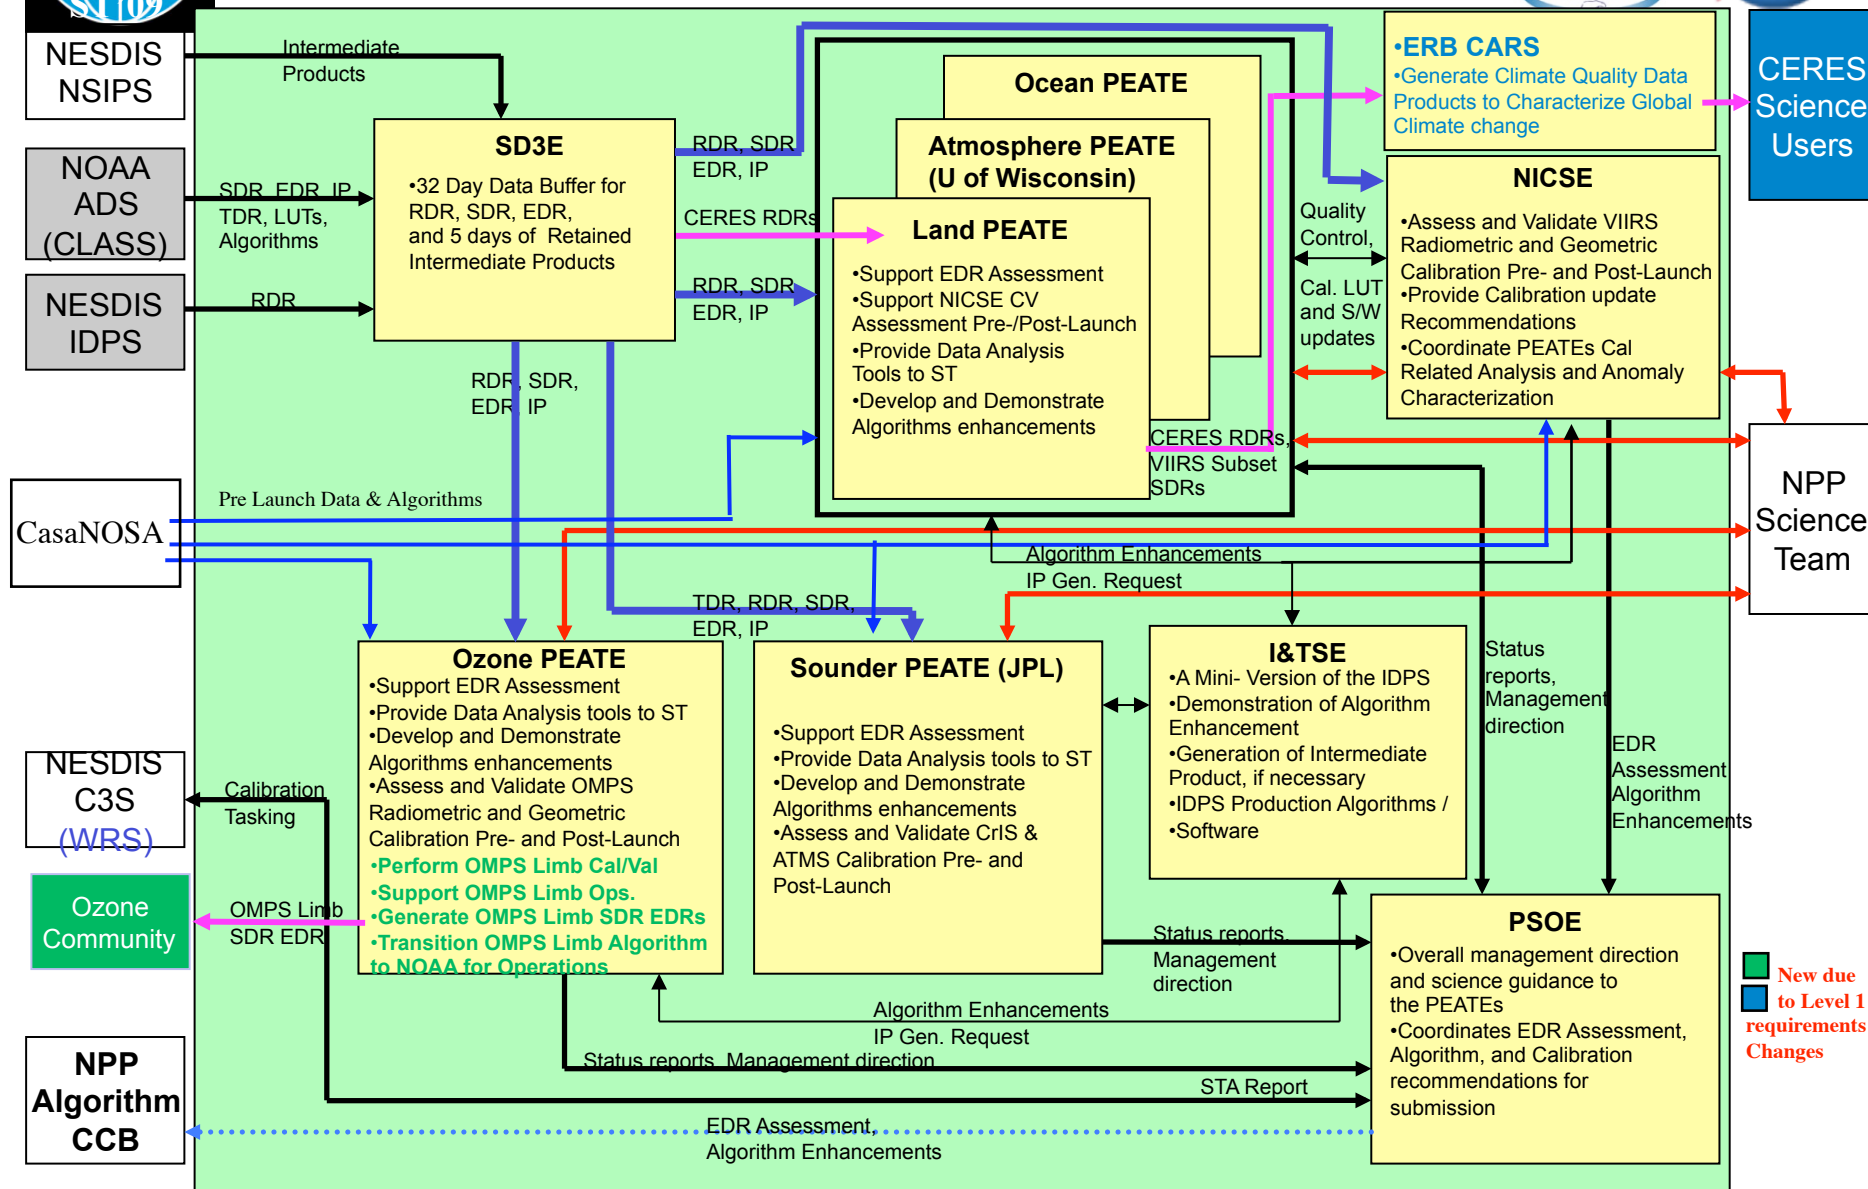 ST 09
NESDIS
NSIPS
Intermediate
Products
NOAA
ADS
(CLASS)
SDR, EDR, IP
TDR, LUTs,
Algorithms
NESDIS
IDPS
RDR
SD3E
•32 Day Data Buffer for
RDR, SDR, EDR,
and 5 days of Retained
Intermediate Products
RDR, SDR
EDR, IP
CERES RDRs
RDR, SDR
EDR, IP
RDR, SDR,
EDR, IP
Ocean PEATE
Atmosphere PEATE
(U of Wisconsin)
Land PEATE
•Support EDR Assessment
•Support NICSE CV
Assessment Pre-/Post-Launch
•Provide Data Analysis
Tools to ST
•Develop and Demonstrate
Algorithms enhancements
CERES RDRs,
VIIRS Subset
SDRs
•ERB CARS
•Generate Climate Quality Data
Products to Characterize Global
Climate change
CERES
Science
Users
Quality
Control,
Cal. LUT
and S/W
updates
NICSE
•Assess and Validate VIIRS
Radiometric and Geometric
Calibration Pre- and Post-Launch
•Provide Calibration update
Recommendations
•Coordinate PEATEs Cal
Related Analysis and Anomaly
Characterization
NPP
Science
Team
CasaNOSA
Pre Launch Data & Algorithms
Algorithm Enhancements
IP Gen. Request
TDR, RDR, SDR,
EDR, IP
Ozone PEATE
•Support EDR Assessment
•Provide Data Analysis tools to ST
•Develop and Demonstrate
Algorithms enhancements
•Assess and Validate OMPS
Radiometric and Geometric
Calibration Pre- and Post-Launch
•Perform OMPS Limb Cal/Val
•Support OMPS Limb Ops.
•Generate OMPS Limb SDR EDRs
•Transition OMPS Limb Algorithm
to NOAA for Operations
Sounder PEATE (JPL)
•Support EDR Assessment
•Provide Data Analysis tools to ST
•Develop and Demonstrate
Algorithms enhancements
•Assess and Validate CrIS &
ATMS Calibration Pre- and
Post-Launch
I&TSE
•A Mini- Version of the IDPS
•Demonstration of Algorithm
Enhancement
•Generation of Intermediate
Product, if necessary
•IDPS Production Algorithms /
•Software
Status
reports,
Management
direction
EDR
Assessment
Algorithm
Enhancements
NESDIS
C3S
(WRS)
Calibration
Tasking
Ozone
Community
OMPS Limb
SDR EDR
Status reports,
Management
direction
PSOE
•Overall management direction
and science guidance to
the PEATEs
•Coordinates EDR Assessment,
Algorithm, and Calibration
recommendations for
submission
New due
to Level 1
requirements
Changes
Algorithm Enhancements
IP Gen. Request
Status reports, Management direction
STA Report
NPP
Algorithm
CCB
EDR Assessment,
Algorithm Enhancements